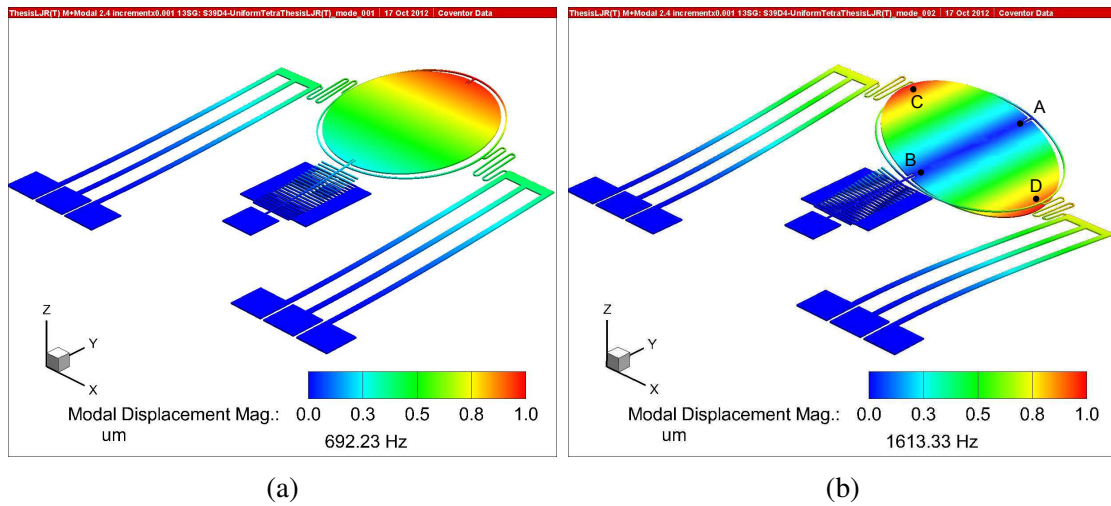 ThesisLJR(T) M+Modal 2.4 incrementx0.001 13SG: S39D4-UniformTetraThesisLJR(T)_mode_001 | 17 Oct 2012 | Coventor Data
Z
Y
X
Modal Displacement Mag.:
um
0.0 0.3 0.5 0.8 1.0
692.23 Hz
(a)
ThesisLJR(T) M+Modal 2.4 incrementx0.001 13SG: S39D4-UniformTetraThesisLJR(T)_mode_002 | 17 Oct 2012 | Coventor Data
C
A
B
D
Z
Y
X
Modal Displacement Mag.:
um
0.0 0.3 0.5 0.8 1.0
1613.33 Hz
(b)